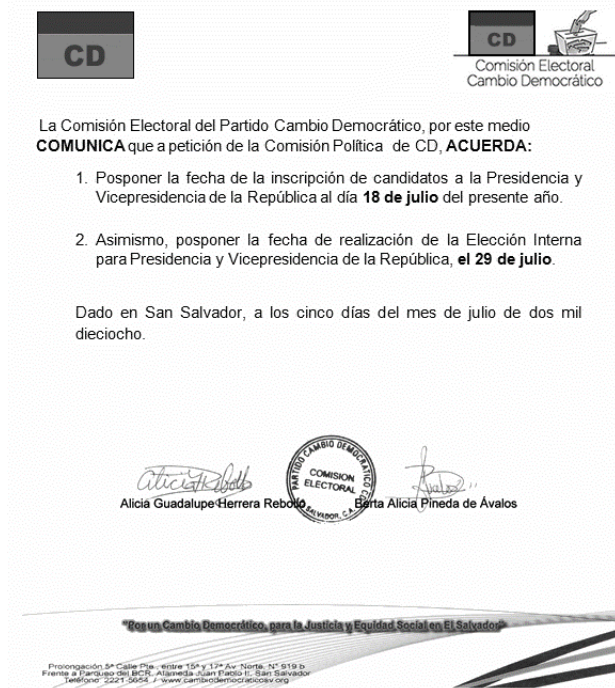 CD
CD
Comisión Electoral
Cambio Democrático
La Comisión Electoral del Partido Cambio Democrático, por este medio
COMUNICA que a petición de la Comisión Política de CD, ACUERDA:
1. Posponer la fecha de la inscripción de candidatos a la Presidencia y
Vicepresidencia de la República al día 18 de julio del presente año.
2. Asimismo, posponer la fecha de realización de la Elección Interna
para Presidencia y Vicepresidencia de la República, el 29 de julio.
Dado en San Salvador, a los cinco días del mes de julio de dos mil
dieciocho.
PARTIDO CAMBIO DEMOCRATICO CD
COMISION
ELECTORAL
SALVADOR, C.A.
Alicia Guadalupe Herrera Rebollo
Berta Alicia Pineda de Ávalos
"Por un Cambio Democrático, para la Justicia y Equidad Social en El Salvador"
Prolongación 5ª Calle Pte., entre 15ª y 17ª Av. Norte, Nº 919 b
Frente a Parqueo del BCR, Alameda Juan Pablo II, San Salvador
Teléfono: 2221-5654 / www.cambiodemocraticosv.org